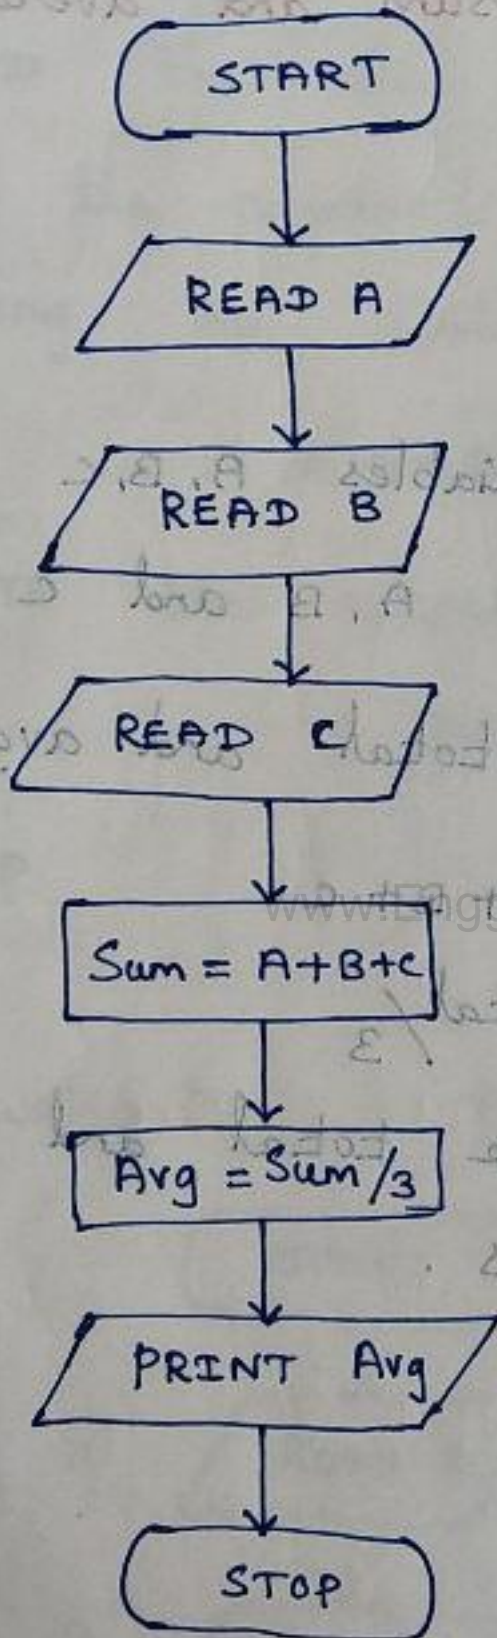 START
READ A
READ B
READ C
Sum = A+B+C
Avg = Sum/3
PRINT Avg
STOP